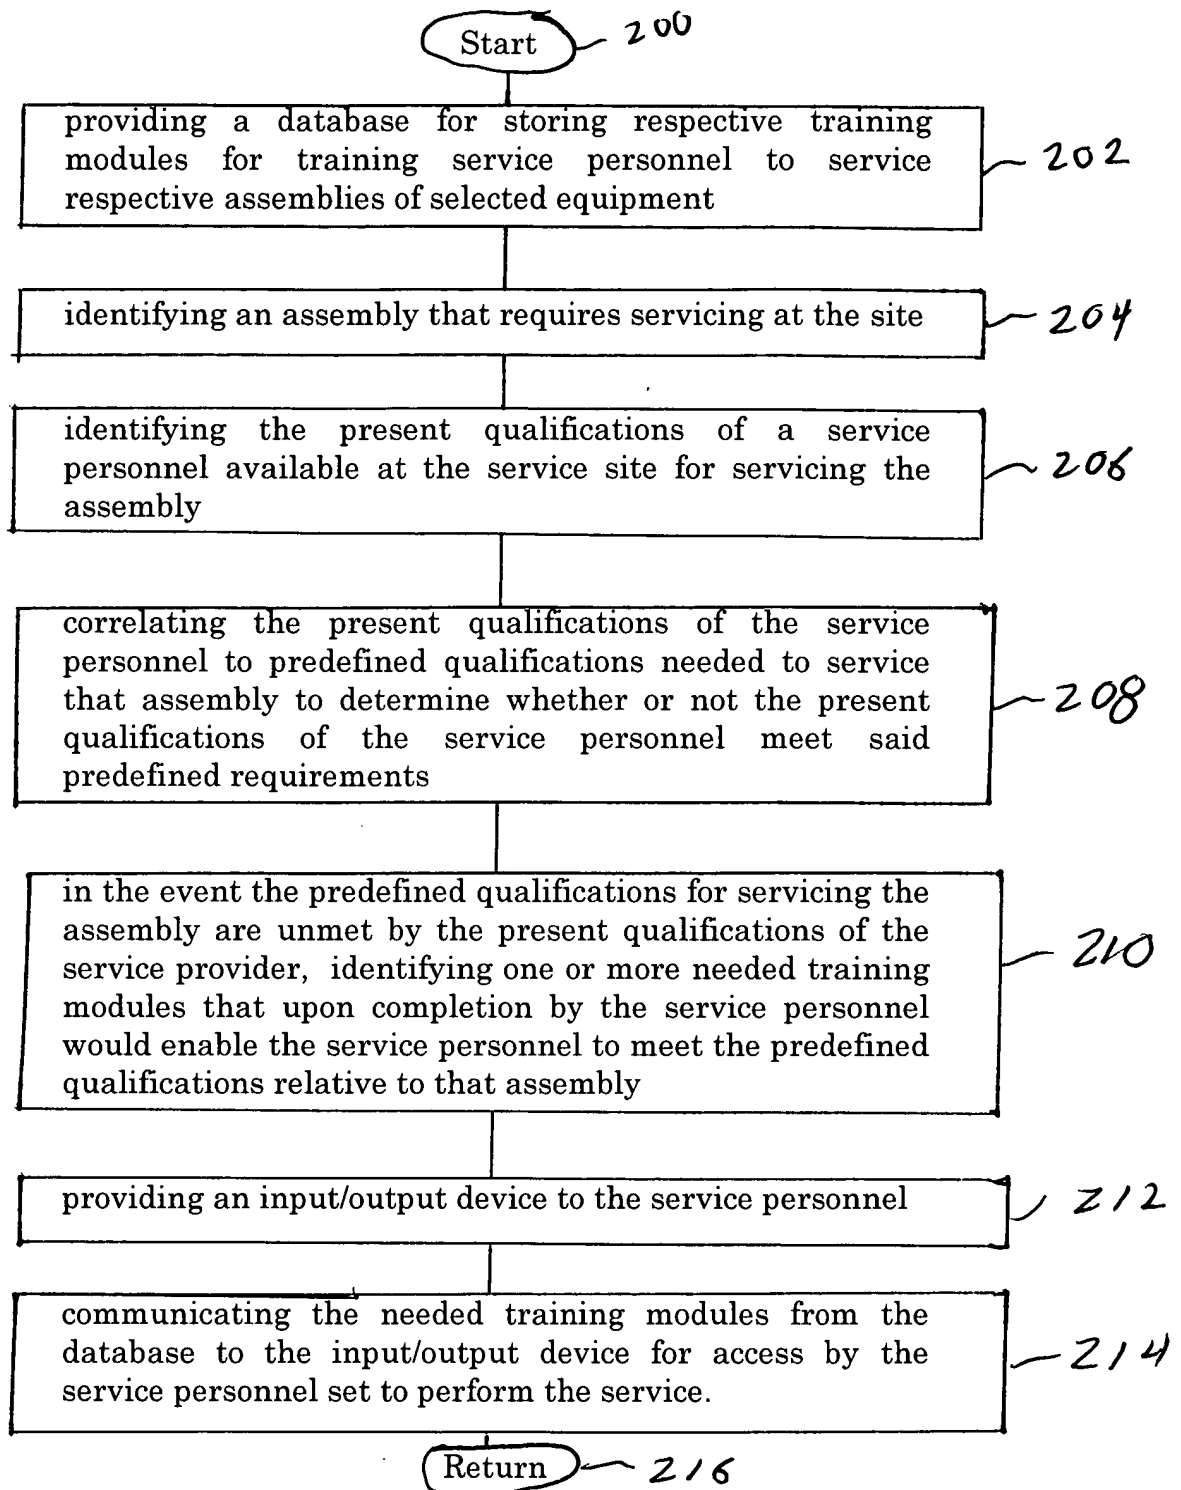 Start 200
providing a database for storing respective training 
modules for training service personnel to service 202
respective assemblies of selected equipment
identifying an assembly that requires servicing at the site 204
identifying the present qualifications of a service
personnel available at the service site for servicing the 206
assembly
correlating the present qualifications of the service
personnel to predefined qualifications needed to service
that assembly to determine whether or not the present 208
qualifications of the service personnel meet said
predefined requirements
in the event the predefined qualifications for servicing the
assembly are unmet by the present qualifications of the
service provider, identifying one or more needed training 210
modules that upon completion by the service personnel
would enable the service personnel to meet the predefined
qualifications relative to that assembly
providing an input/output device to the service personnel 212
communicating the needed training modules from the
database to the input/output device for access by the 214
service personnel set to perform the service.
Return 216